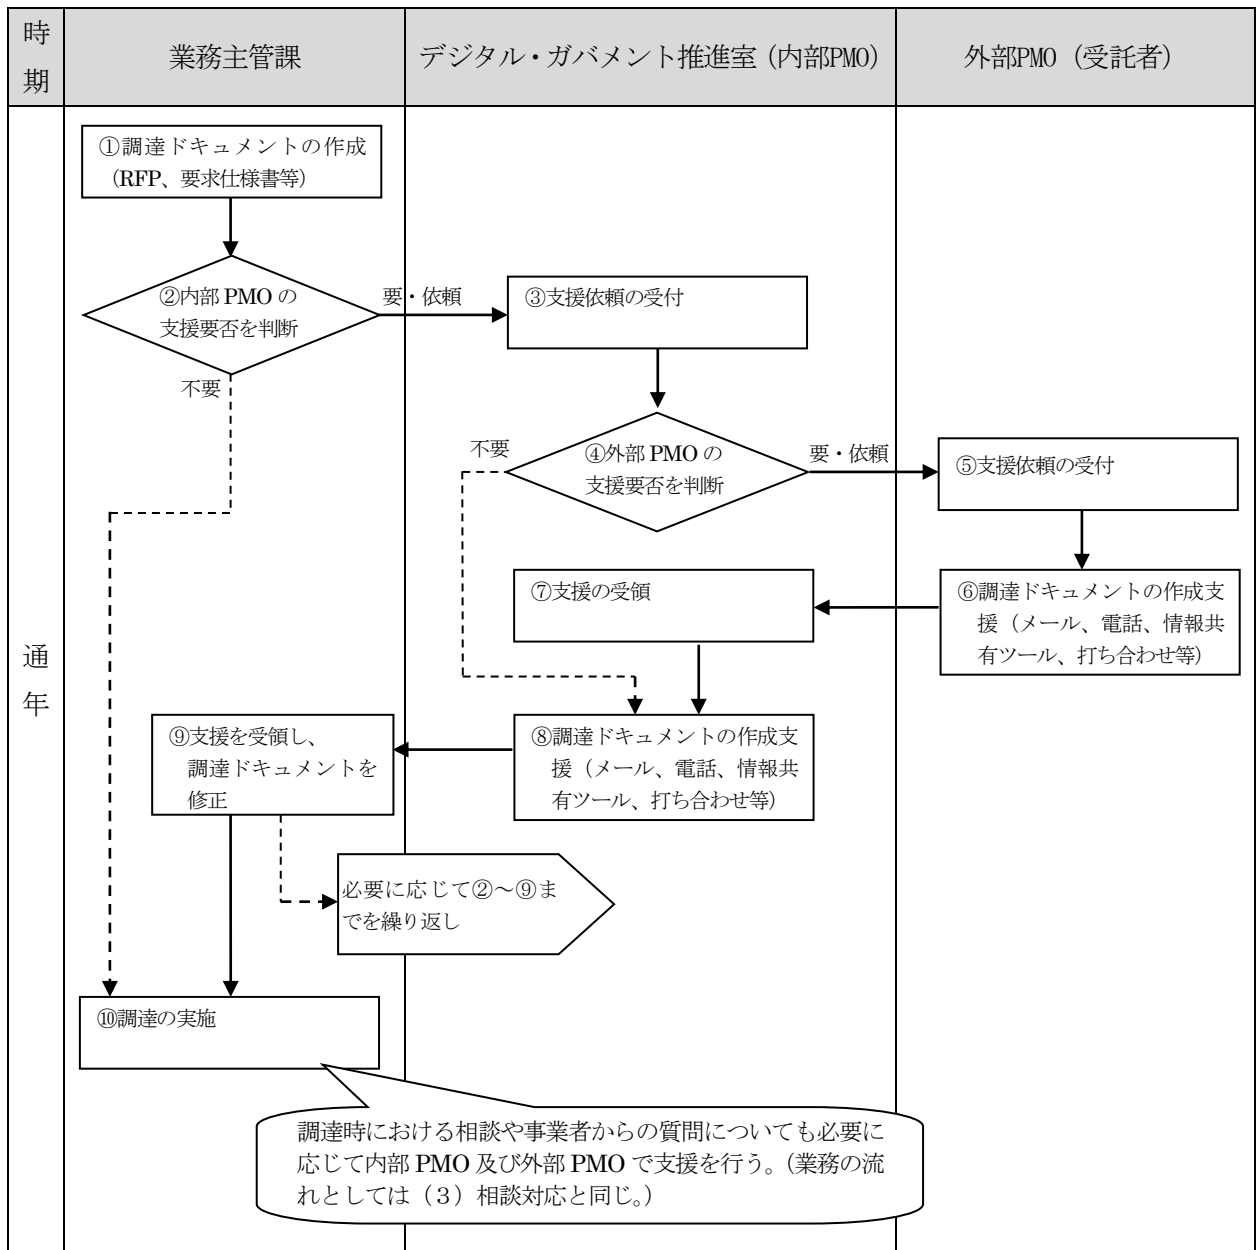 時
期
業務主管課
デジタル・ガバメント推進室（内部PMO）
外部PMO（受託者）
通
年
①調達ドキュメントの作成
（RFP、要求仕様書等）
②内部 PMO の
支援要否を判断
要・依頼
不要
③支援依頼の受付
④外部 PMO の
支援要否を判断
不要
要・依頼
⑤支援依頼の受付
⑥調達ドキュメントの作成支
援（メール、電話、情報共
有ツール、打ち合わせ等）
⑦支援の受領
⑧調達ドキュメントの作成支
援（メール、電話、情報共
有ツール、打ち合わせ等）
⑨支援を受領し、
調達ドキュメントを
修正
必要に応じて②～⑨ま
でを繰り返し
⑩調達の実施
調達時における相談や事業者からの質問についても必要に
応じて内部 PMO 及び外部 PMO で支援を行う。（業務の流
れとしては（３）相談対応と同じ。）